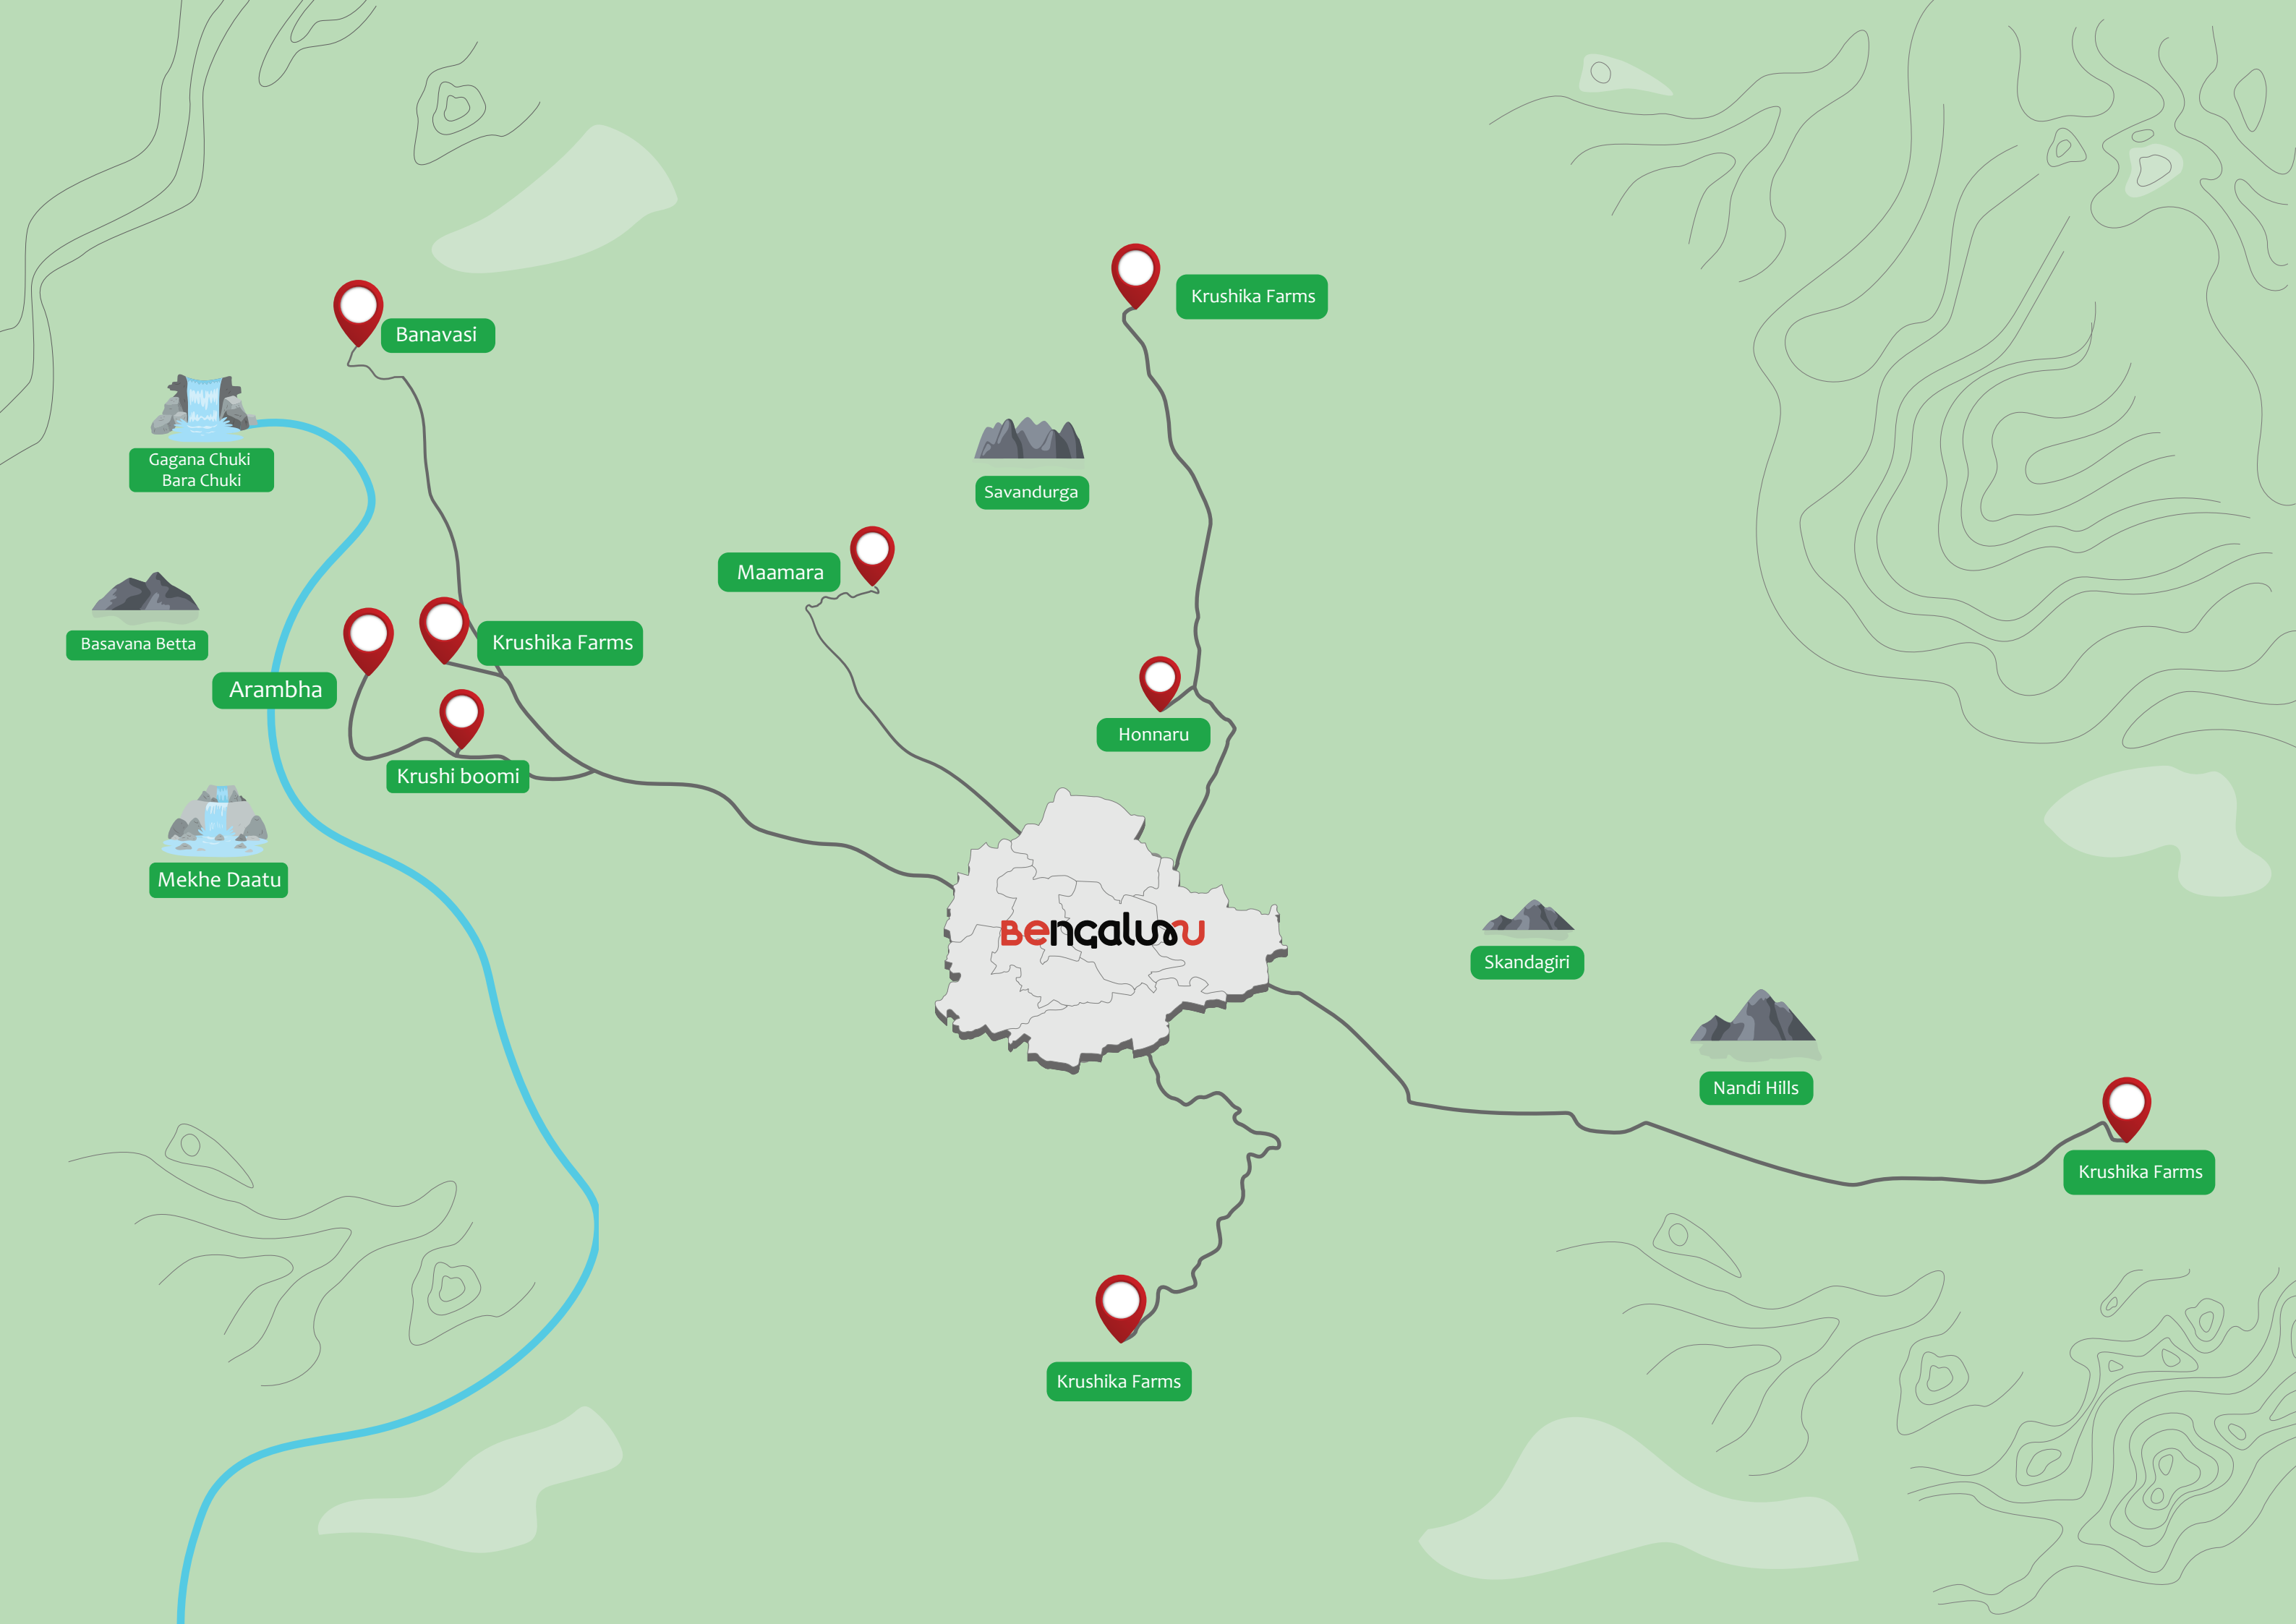 Krushika Farms
Banavasi
Gagana Chuki
Bara Chuki
Savandurga
Maamara
Basavana Betta
Krushika Farms
Arambha
Honnaru
Krushi boomi
Mekhe Daatu
Bengaluru
Skandagiri
Nandi Hills
Krushika Farms
Krushika Farms